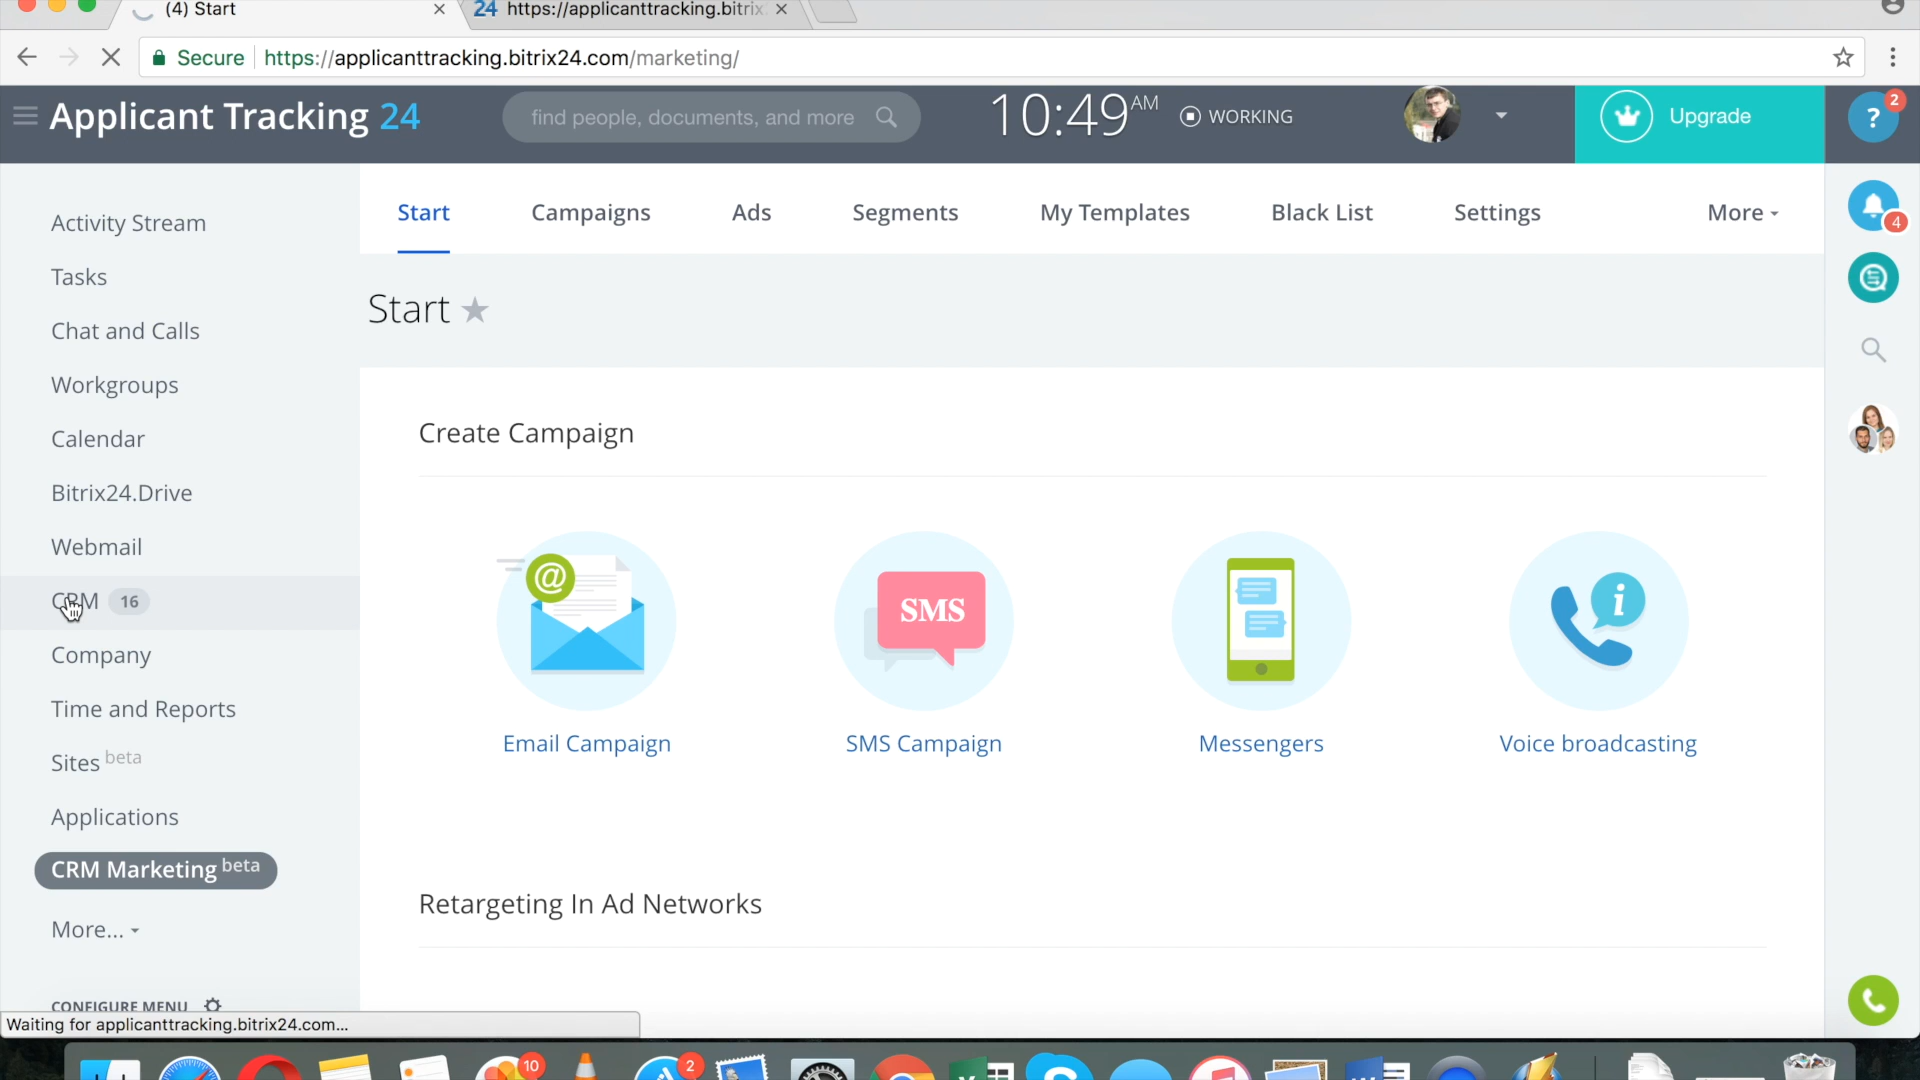 (4) Start
24 https://applicanttracking.bitrix
Secure https://applicanttracking.bitrix24.com/marketing/
Applicant Tracking 24
find people, documents, and more
10:49 AM
WORKING
Upgrade
? 2
4
Activity Stream
Tasks
Chat and Calls
Workgroups
Calendar
Bitrix24.Drive
Webmail
CRM 16
Company
Time and Reports
Sites beta
Applications
CRM Marketing beta
More...
CONFIGURE MENU
Start Campaigns Ads Segments My Templates Black List Settings More
Start
Create Campaign
@
SMS
i
Email Campaign
SMS Campaign
Messengers
Voice broadcasting
Retargeting In Ad Networks
Waiting for applicanttracking.bitrix24.com...
10
2